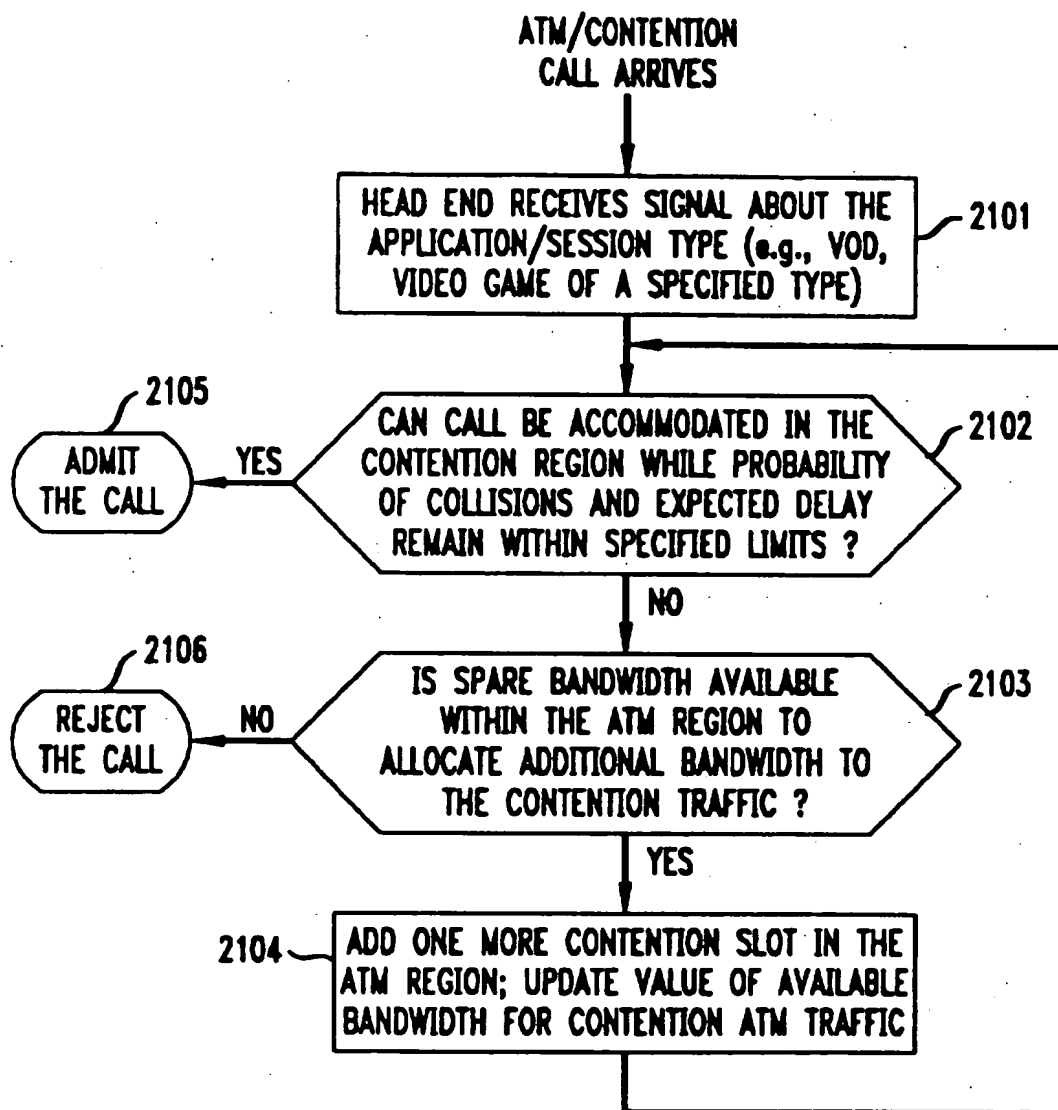 ATM/CONTENTION
CALL ARRIVES
HEAD END RECEIVES SIGNAL ABOUT THE
APPLICATION/SESSION TYPE (e.g., VOD,
VIDEO GAME OF A SPECIFIED TYPE)
2101
2105
ADMIT
THE CALL
YES
CAN CALL BE ACCOMMODATED IN THE
CONTENTION REGION WHILE PROBABILITY
OF COLLISIONS AND EXPECTED DELAY
REMAIN WITHIN SPECIFIED LIMITS ?
2102
NO
2106
REJECT
THE CALL
NO
IS SPARE BANDWIDTH AVAILABLE
WITHIN THE ATM REGION TO
ALLOCATE ADDITIONAL BANDWIDTH TO
THE CONTENTION TRAFFIC ?
2103
YES
2104
ADD ONE MORE CONTENTION SLOT IN THE
ATM REGION; UPDATE VALUE OF AVAILABLE
BANDWIDTH FOR CONTENTION ATM TRAFFIC